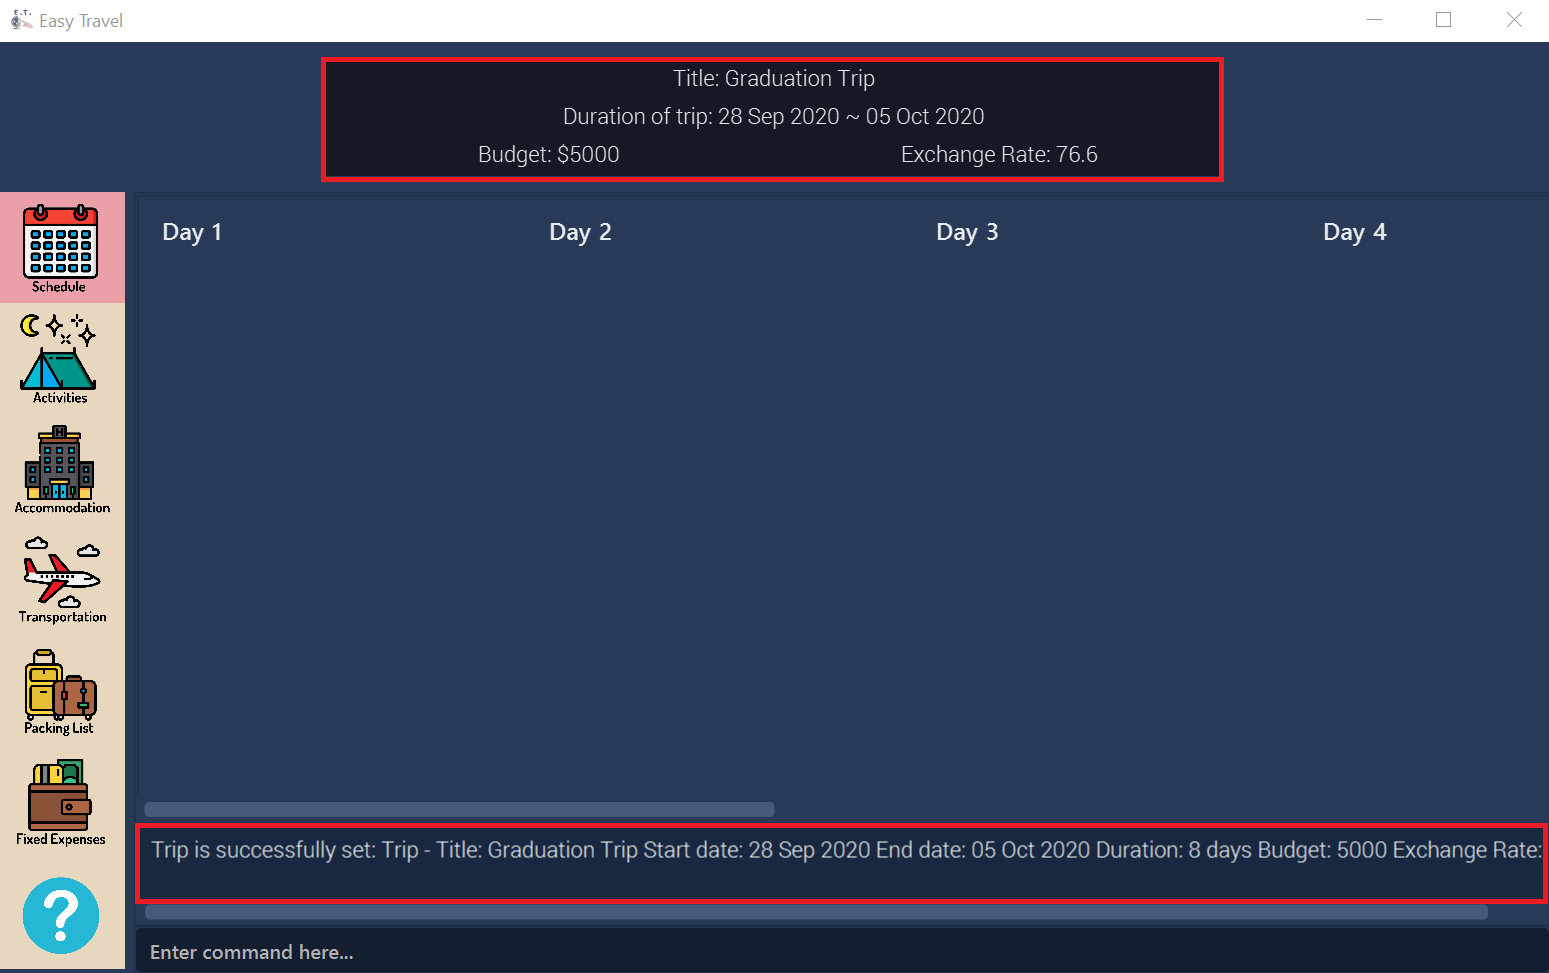 E.T.
Easy Travel
Title: Graduation Trip
Duration of trip: 28 Sep 2020 ~ 05 Oct 2020
Budget: $5000 Exchange Rate: 76.6
Day 1 Day 2 Day 3 Day 4
Schedule
Activities
H
Accommodation
Transportation
Packing List
Fixed Expenses
Trip is successfully set: Trip - Title: Graduation Trip Start date: 28 Sep 2020 End date: 05 Oct 2020 Duration: 8 days Budget: 5000 Exchange Rate:
?
Enter command here...